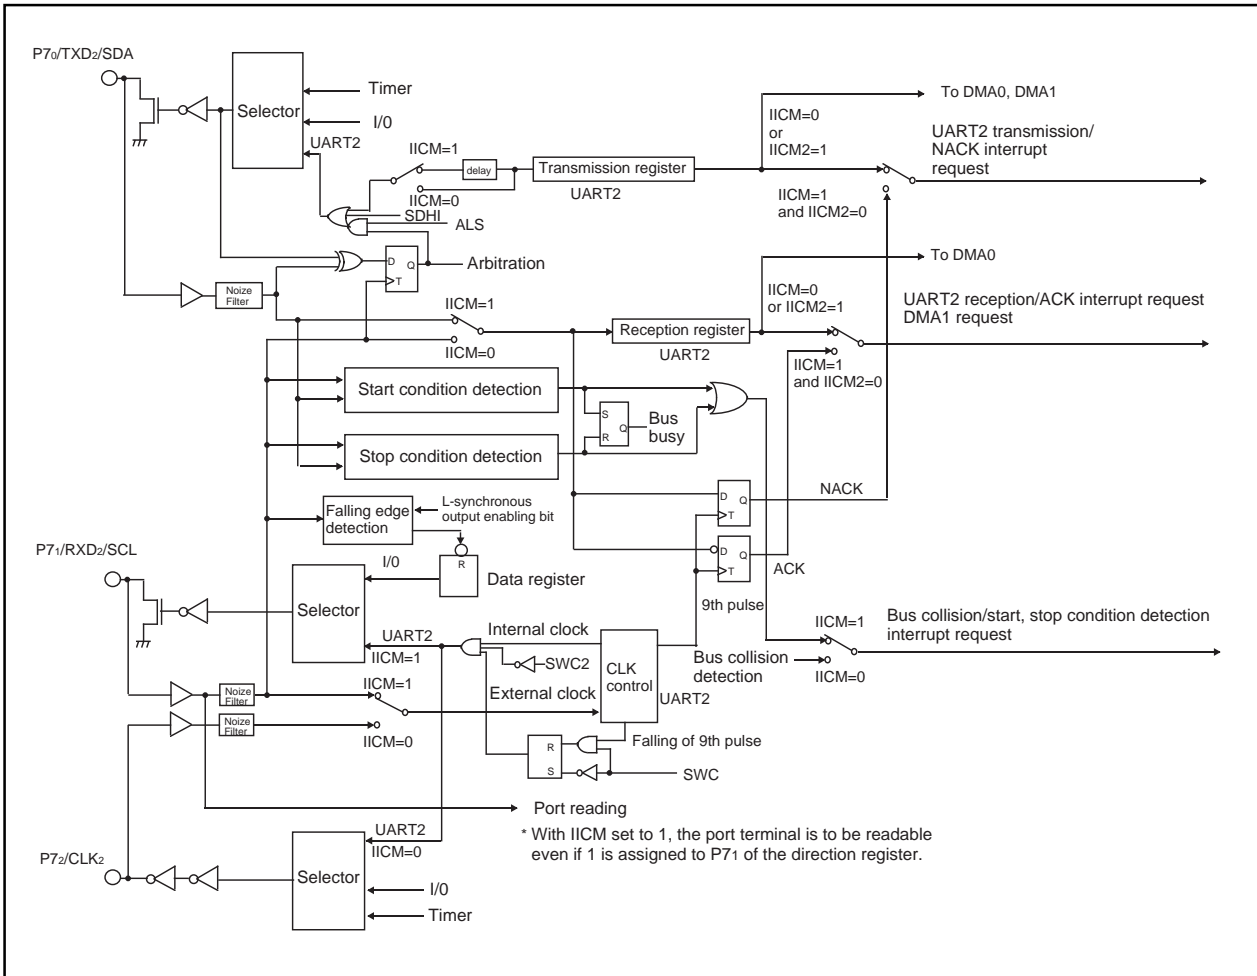 P70/TXD2/SDA
Selector
Timer
I/0
UART2
IICM=1
delay
IICM=0
SDHI
ALS
Transmission register
UART2
To DMA0, DMA1
IICM=0
or
IICM2=1
UART2 transmission/
NACK interrupt
request
IICM=1
and IICM2=0
D
Q
T
Arbitration
Noize
Filter
To DMA0
IICM=1
IICM=0
Reception register
UART2
IICM=0
or IICM2=1
UART2 reception/ACK interrupt request
DMA1 request
IICM=1
and IICM2=0
Start condition detection
S
Q
R
Bus
busy
Stop condition detection
D
Q
T
NACK
Falling edge
detection
L-synchronous
output enabling bit
R
D
Q
T
ACK
P71/RXD2/SCL
I/0
Data register
Selector
9th pulse
UART2
IICM=1
Internal clock
SWC2
CLK
control
UART2
Bus collision
detection
IICM=1
IICM=0
Bus collision/start, stop condition detection
interrupt request
Noize
Filter
IICM=1
External clock
Noize
Filter
IICM=0
Falling of 9th pulse
R
S
SWC
Port reading
* With IICM set to 1, the port terminal is to be readable
even if 1 is assigned to P71 of the direction register.
UART2
IICM=0
P72/CLK2
Selector
I/0
Timer